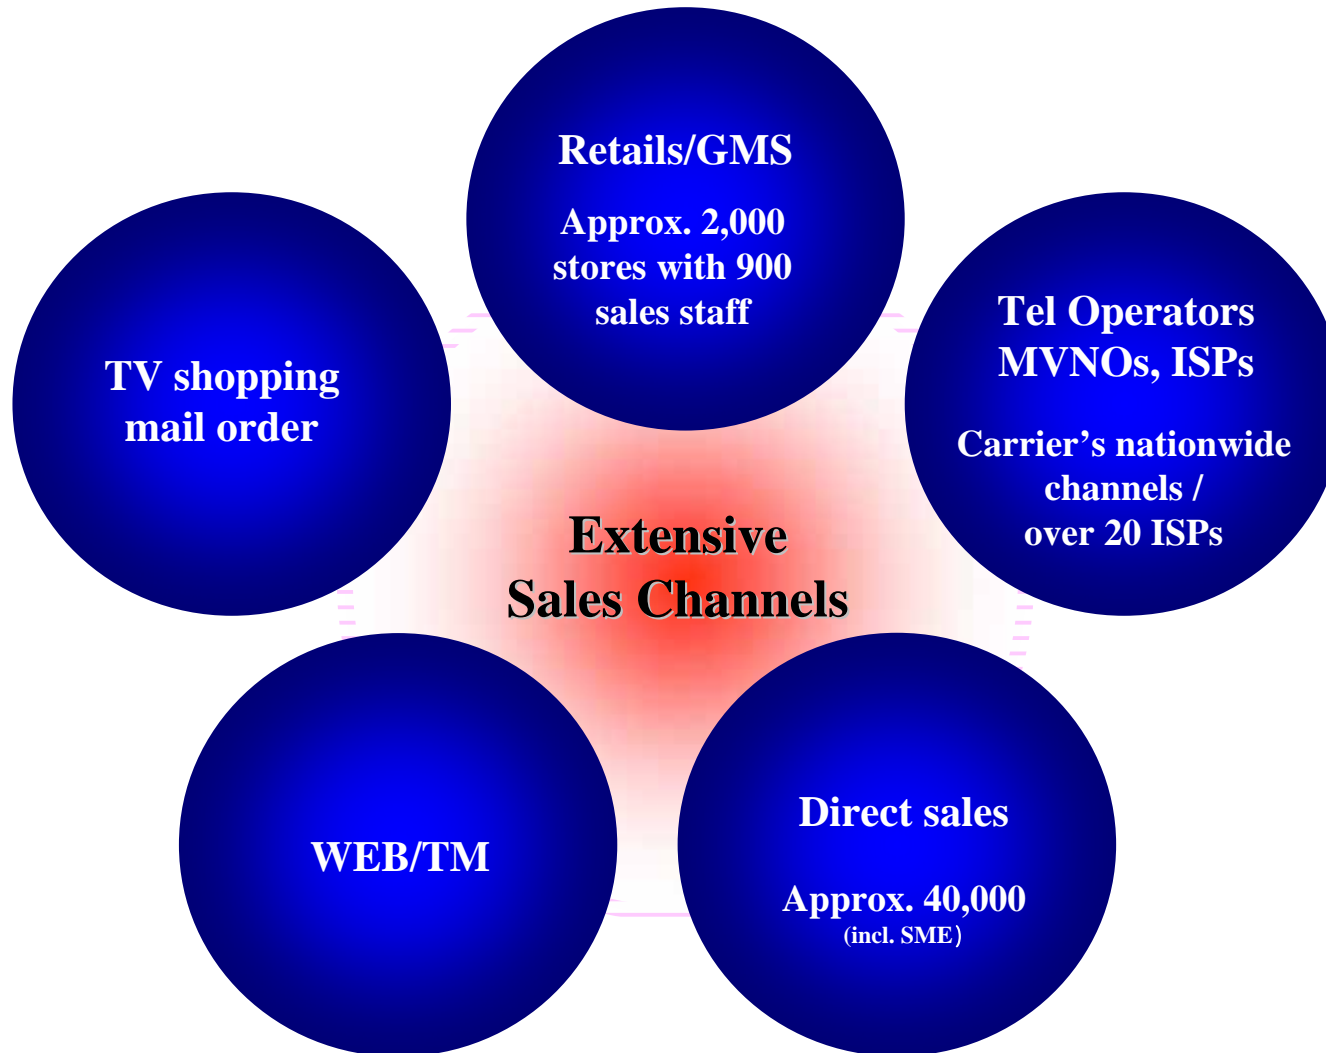 Retails/GMS
Approx. 2,000
stores with 900
sales staff
TV shopping
mail order
Tel Operators
MVNOs, ISPs
Carrier’s nationwide
channels /
over 20 ISPs
Extensive
Sales Channels
WEB/TM
Direct sales
Approx. 40,000
(incl. SME)